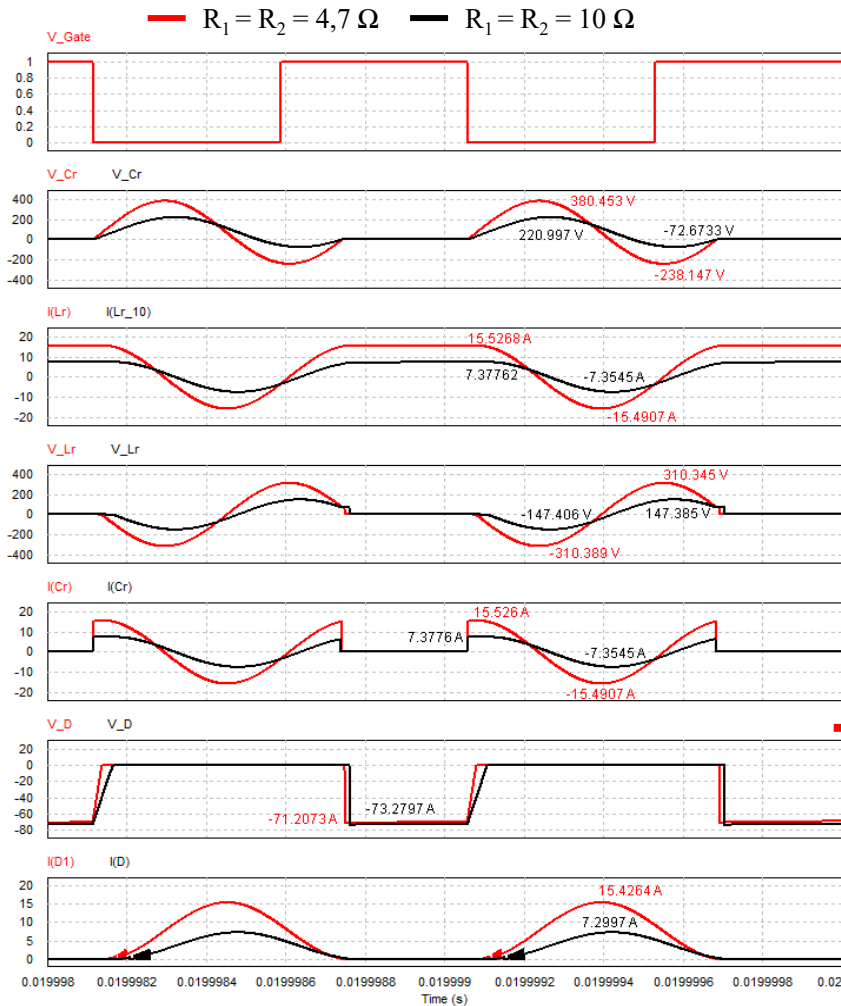 R₁ = R₂ = 4,7 Ω R₁ = R₂ = 10 Ω
V_Gate
1
0.8
0.6
0.4
0.2
0
V_Cr V_Cr
400
200
0
-200
-400
380.453 V
-72.6733 V
220.997 V
-238.147 V
I(Lr) I(Lr_10)
20
10
0
-10
-20
15.5268 A
7.37762
-7.3545 A
-15.4907 A
V_Lr V_Lr
400
200
0
-200
-400
310.345 V
-147.406 V
147.385 V
-310.389 V
I(Cr) I(Cr)
20
10
0
-10
-20
15.526 A
7.3776 A
-7.3545 A
-15.4907 A
V_D V_D
20
0
-20
-40
-60
-80
-71.2073 A
-73.2797 A
I(D1) I(D)
20
15
10
5
0
15.4264 A
7.2997 A
0.019998 0.0199982 0.0199984 0.0199986 0.0199988 0.019999 0.0199992 0.0199994 0.0199996 0.0199998 0.02
Time (s)